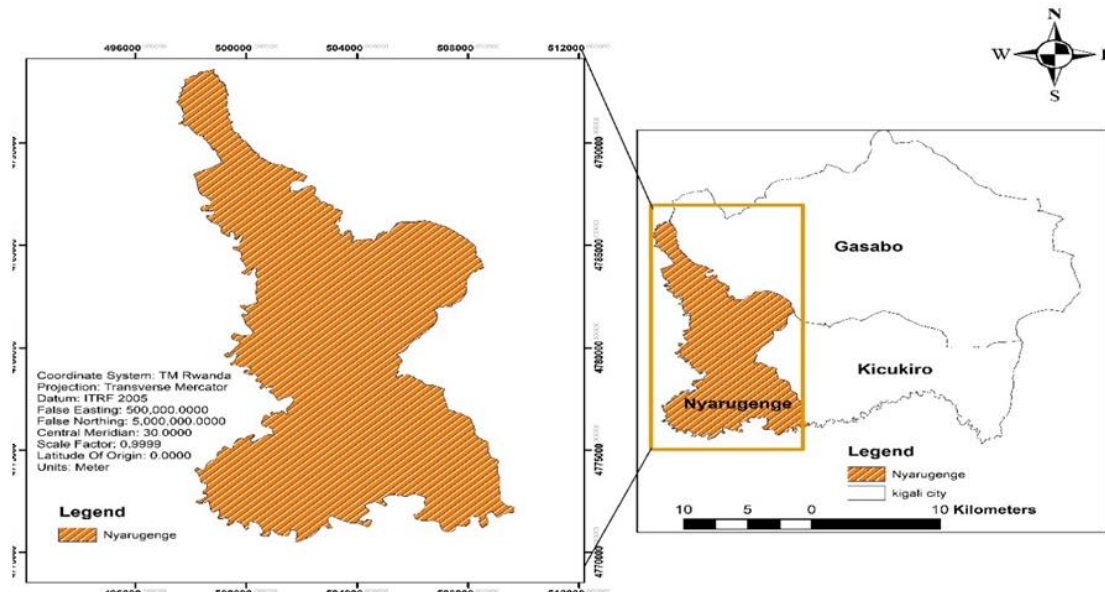 496000 500000 504000 508000 512000
N
W
S
4790000
4785000
4780000
4775000
4770000
Coordinate System: TM Rwanda
Projection: Transverse Mercator
Datum: ITRF 2005
False Easting: 500,000.0000
False Northing: 5,000,000.0000
Central Meridian: 30.0000
Scale Factor: 0.9999
Latitude Of Origin: 0.0000
Units: Meter
Legend
Nyarugenge
Gasabo
Kicukiro
Nyarugenge
Legend
Nyarugenge
kigali city
10 5 0 10 Kilometers